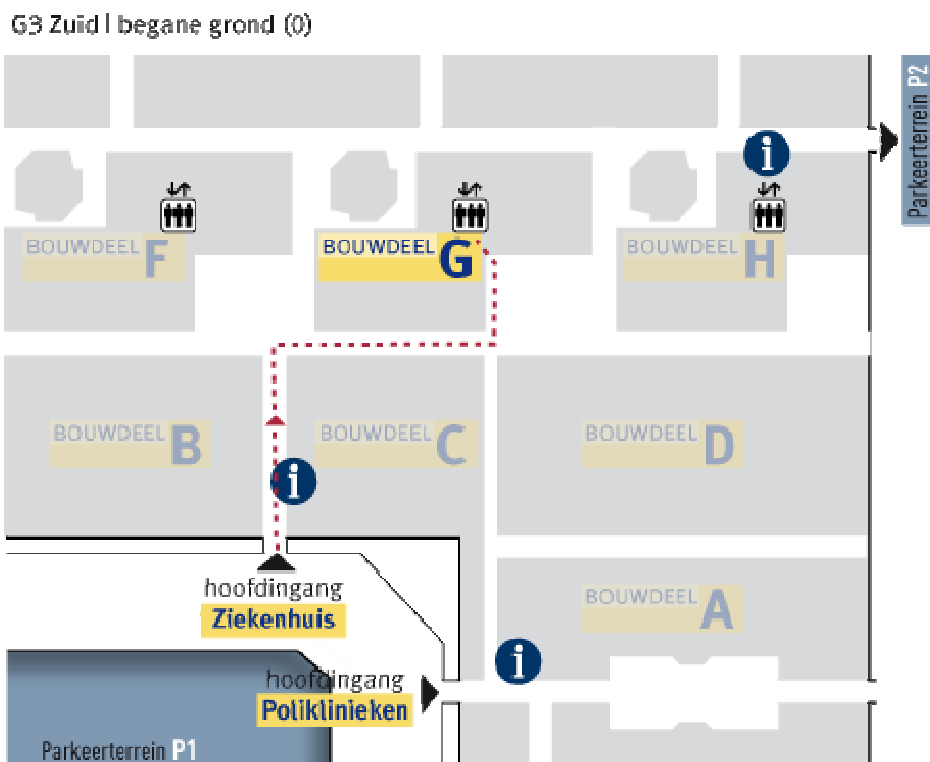 G3 Zuid | begane grond (0)
Parkeerterrein P2
i
BOUWDEEL F
BOUWDEEL G
BOUWDEEL H
BOUWDEEL B
BOUWDEEL C
BOUWDEEL D
i
hoofdingang
Ziekenhuis
BOUWDEEL A
i
hoofdingang
Poliklinieken
Parkeerterrein P1